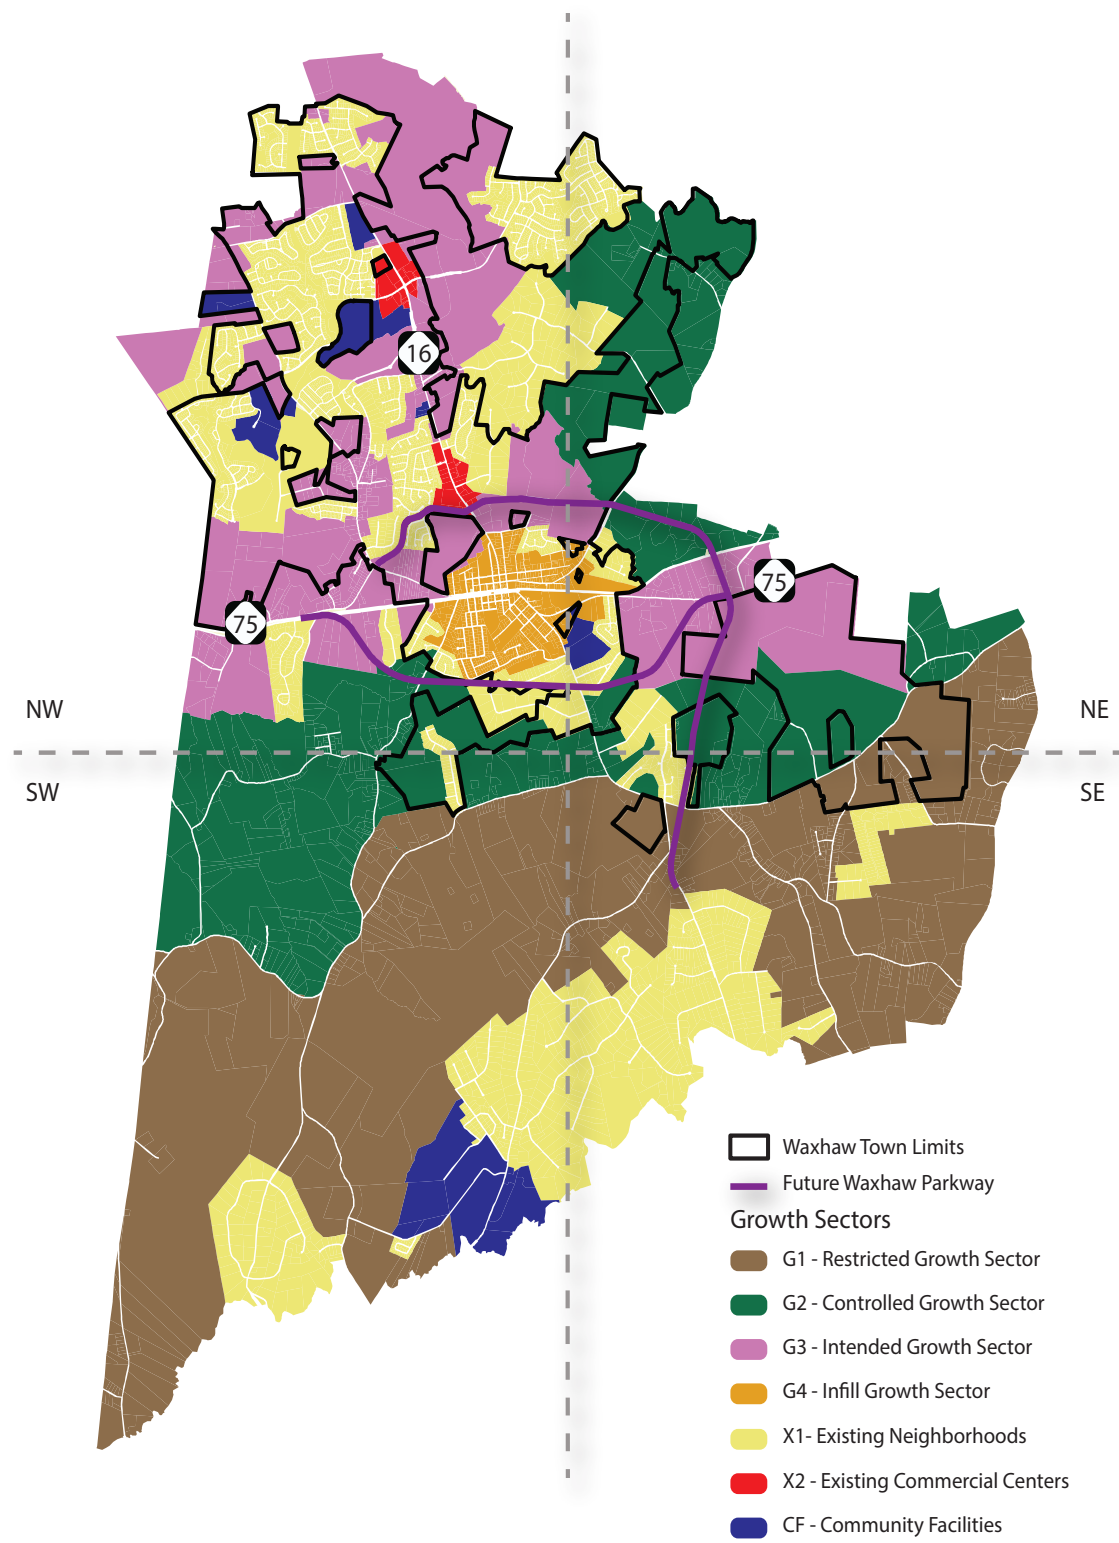 16
75
75
NW
NE
SW
SE
Waxhaw Town Limits
Future Waxhaw Parkway
Growth Sectors
G1 - Restricted Growth Sector
G2 - Controlled Growth Sector
G3 - Intended Growth Sector
G4 - Infill Growth Sector
X1- Existing Neighborhoods
X2 - Existing Commercial Centers
CF - Community Facilities